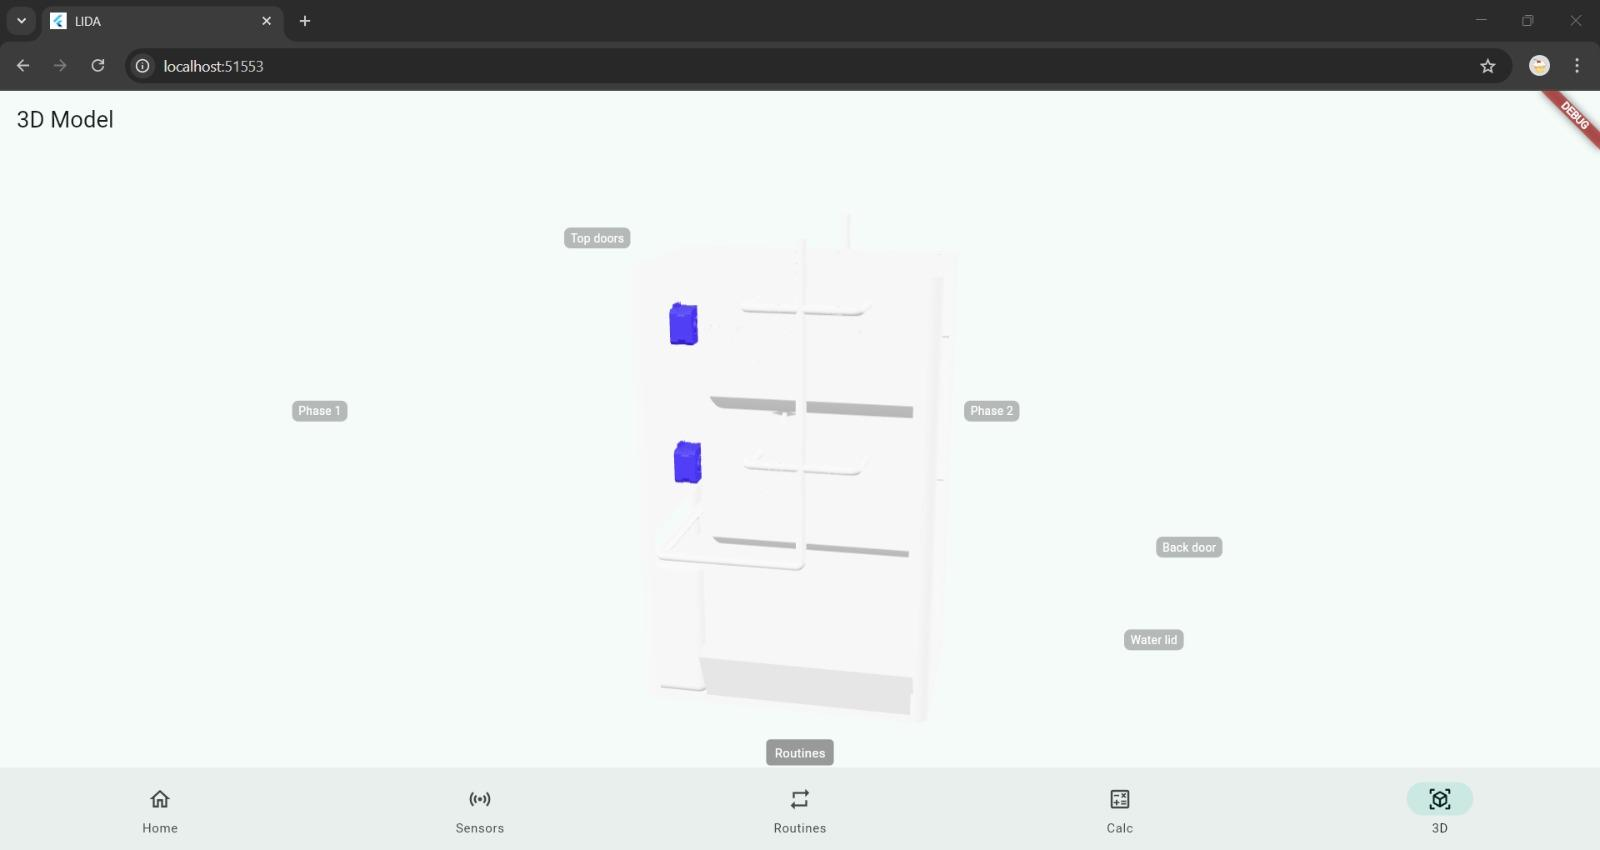 LIDA
localhost:51553
3D Model
DEBUG
Top doors
Phase 1
Phase 2
Back door
Water lid
Routines
Home
Sensors
Routines
Calc
3D